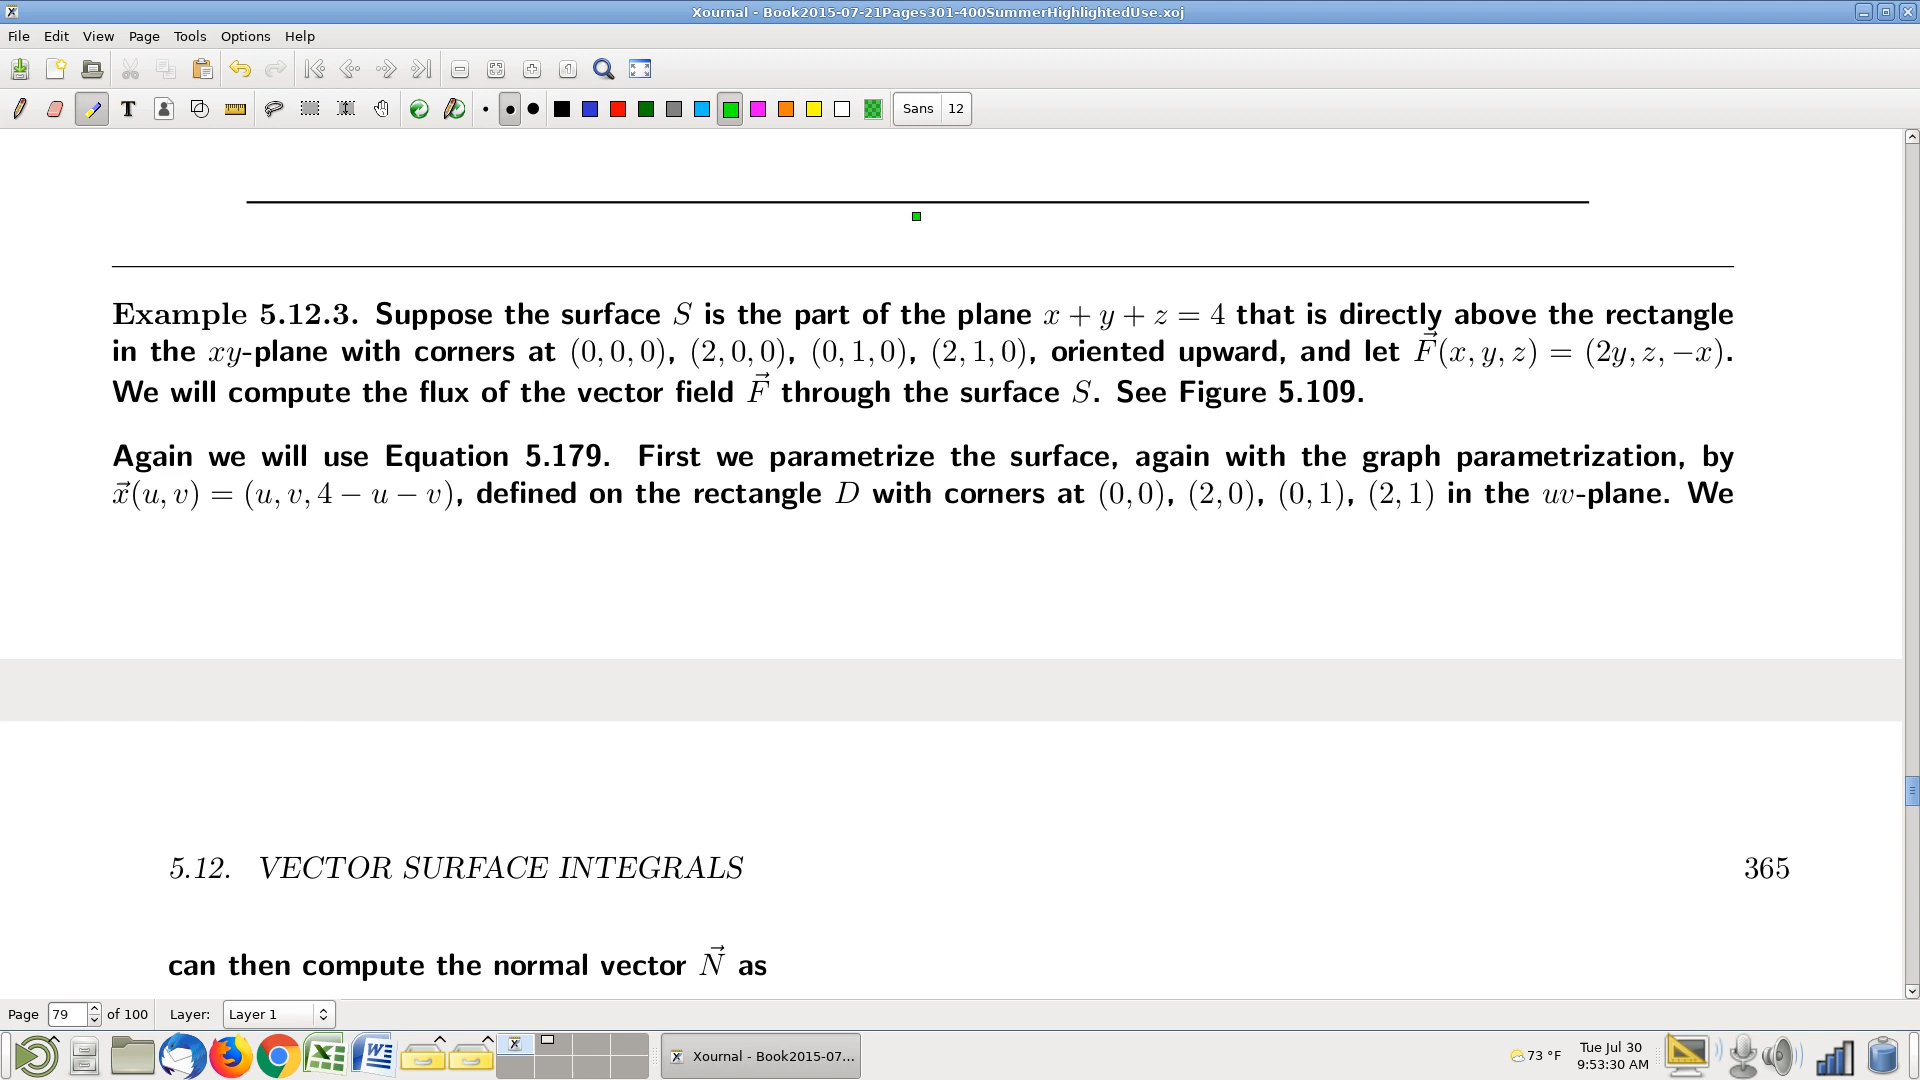 Xournal - Book2015-07-21Pages301-400SummerHighlightedUse.xoj
File Edit View Page Tools Options Help
T Sans 12
Example 5.12.3. Suppose the surface S is the part of the plane x + y + z = 4 that is directly above the rectangle
in the xy-plane with corners at (0, 0, 0), (2, 0, 0), (0, 1, 0), (2, 1, 0), oriented upward, and let F⃗(x, y, z) = (2y, z, −x).
We will compute the flux of the vector field F⃗ through the surface S. See Figure 5.109.
Again we will use Equation 5.179. First we parametrize the surface, again with the graph parametrization, by
x⃗(u, v) = (u, v, 4 − u − v), defined on the rectangle D with corners at (0, 0), (2, 0), (0, 1), (2, 1) in the uv-plane. We
5.12. VECTOR SURFACE INTEGRALS 365
can then compute the normal vector N⃗ as
Page 79 of 100 Layer: Layer 1
Xournal - Book2015-07...
73 °F
Tue Jul 30
9:53:30 AM